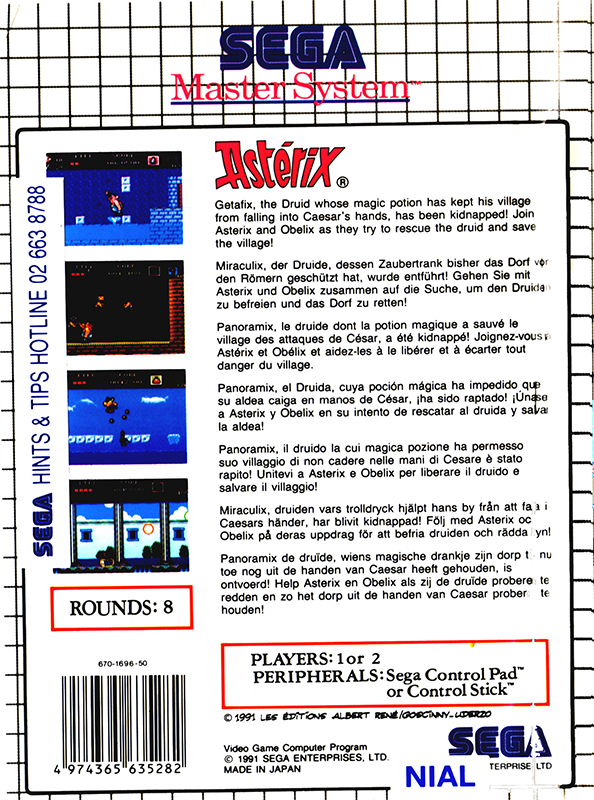 SEGA
Master System™
SEGA HINTS & TIPS HOTLINE 02 663 8788
Astérix®
Getafix, the Druid whose magic potion has kept his village
from falling into Caesar's hands, has been kidnapped! Join
Asterix and Obelix as they try to rescue the druid and save
the village!
Miraculix, der Druide, dessen Zaubertrank bisher das Dorf vor
den Römern geschützt hat, wurde entführt! Gehen Sie mit
Asterix und Obelix zusammen auf die Suche, um den Druiden
zu befreien und das Dorf zu retten!
Panoramix, le druide dont la potion magique a sauvé le
village des attaques de César, a été kidnappé! Joignez-vous
Astérix et Obélix et aidez-les à le libérer et à écarter tout
danger du village.
Panoramix, el Druida, cuya poción mágica ha impedido que
su aldea caiga en manos de César, ¡ha sido raptado! ¡Únase
a Asterix y Obelix en su intento de rescatar al druida y salvar
la aldea!
Panoramix, il druido la cui magica pozione ha permesso
suo villaggio di non cadere nelle mani di Cesare è stato
rapito! Unitevi a Asterix e Obelix per liberare il druido e
salvare il villaggio!
Miraculix, druiden vars trolldryck hjälpt hans by från att
Caesars händer, har blivit kidnappad! Följ med Asterix oc
Obelix på deras uppdrag för att befria druiden och rädda
Panoramix de druïde, wiens magische drankje zijn dorp
toe nog uit de handen van Caesar heeft gehouden, is
ontvoerd! Help Asterix en Obelix als zij de druïde probere te
redden en zo het dorp uit de handen van Caesar prober te
houden!
ROUNDS: 8
PLAYERS: 1 or 2
PERIPHERALS: Sega Control Pad™
or Control Stick™
670-1696-50
4 974365 635282
© 1991 LES ÉDITIONS ALBERT RENÉ/GOSCINNY-UDERZO
Video Game Computer Program
© 1991 SEGA ENTERPRISES, LTD.
MADE IN JAPAN
SEGA
TERPRISE LTD
NIAL